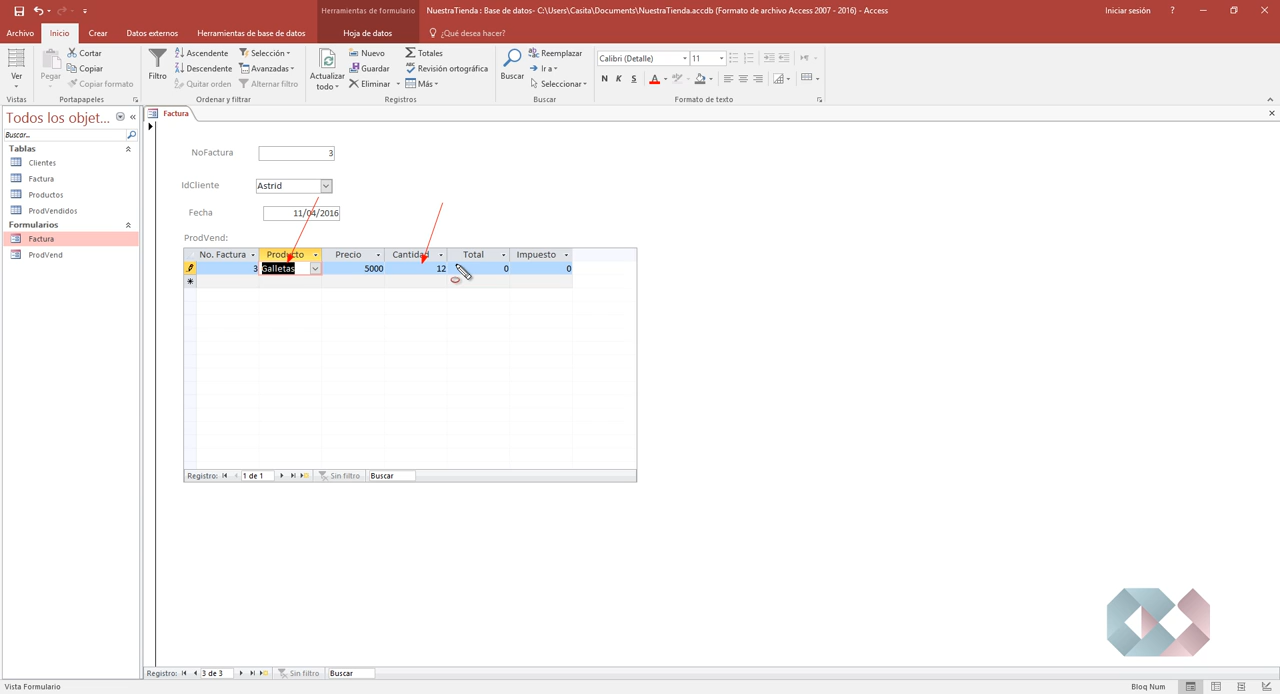 Herramientas de formulario
NuestraTienda : Base de datos- C:\Users\Casita\Documents\NuestraTienda.accdb (Formato de archivo Access 2007 - 2016) - Access
Iniciar sesión
?
Archivo
Inicio
Crear
Datos externos
Herramientas de base de datos
Hoja de datos
¿Qué desea hacer?
Ver
Vistas
Pegar
Cortar
Copiar
Copiar formato
Portapapeles
Filtro
Ascendente
Descendente
Quitar orden
Selección
Avanzadas
Alternar filtro
Ordenar y filtrar
Actualizar
todo
Nuevo
Guardar
Eliminar
Totales
Revisión ortográfica
Más
Registros
Buscar
Reemplazar
Ir a
Seleccionar
Buscar
Calibri (Detalle)
11
N K S
Formato de texto
Todos los objet...
Buscar...
Tablas
Clientes
Factura
Productos
ProdVendidos
Formularios
Factura
ProdVend
Factura
NoFactura
3
IdCliente
Astrid
Fecha
11/04/2016
ProdVend:
No. Factura Producto Precio Cantidad Total Impuesto
3 Galletas 5000 12 0 0
Registro: 1 de 1 Sin filtro Buscar
Registro: 3 de 3 Sin filtro Buscar
Vista Formulario
Bloq Num